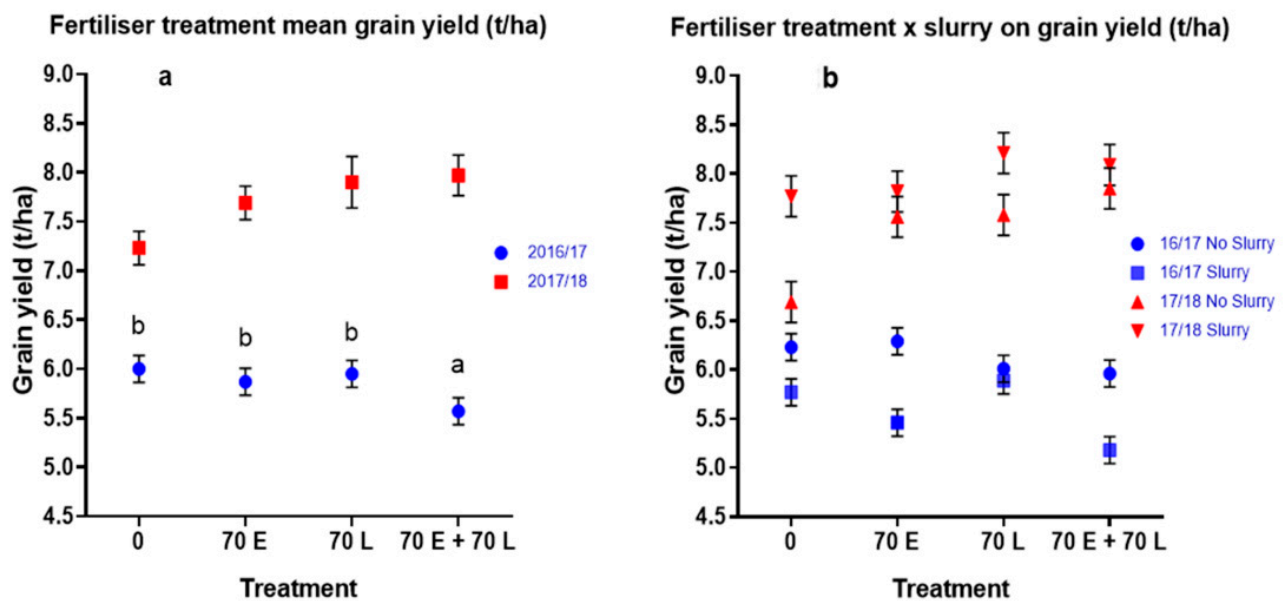 Fertiliser treatment mean grain yield (t/ha)
a
9.0
8.5
8.0
7.5
7.0
6.5
6.0
5.5
5.0
4.5
Grain yield (t/ha)
b
b
b
a
2016/17
2017/18
0
70 E
70 L
70 E + 70 L
Treatment
Fertiliser treatment x slurry on grain yield (t/ha)
b
9.0
8.5
8.0
7.5
7.0
6.5
6.0
5.5
5.0
4.5
Grain yield (t/ha)
16/17 No Slurry
16/17 Slurry
17/18 No Slurry
17/18 Slurry
0
70 E
70 L
70 E + 70 L
Treatment